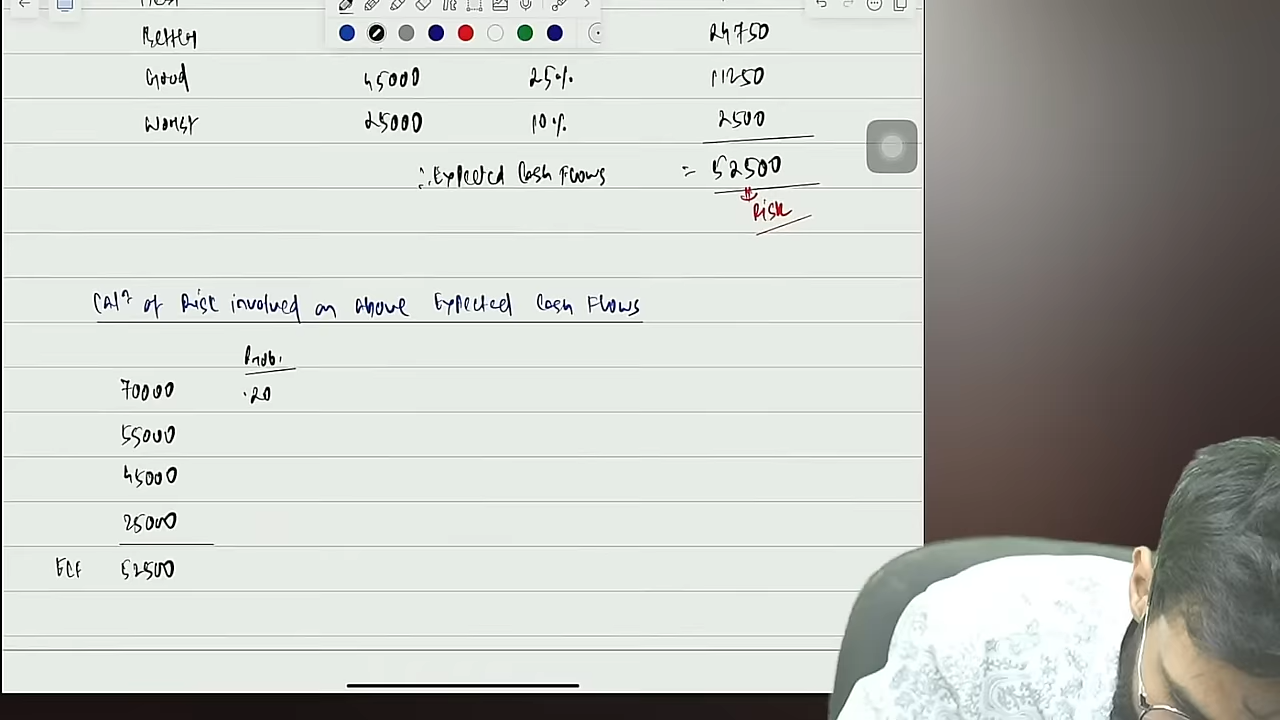 Better 24750
Good 45000 25% 11250
Worst 25000 10% 2500
∴ Expected Cash Flows = 52500
Risk
Caln of Risk involved on above Expected Cash Flows
Prob.
70000 .20
55000
45000
25000
ECF 52500